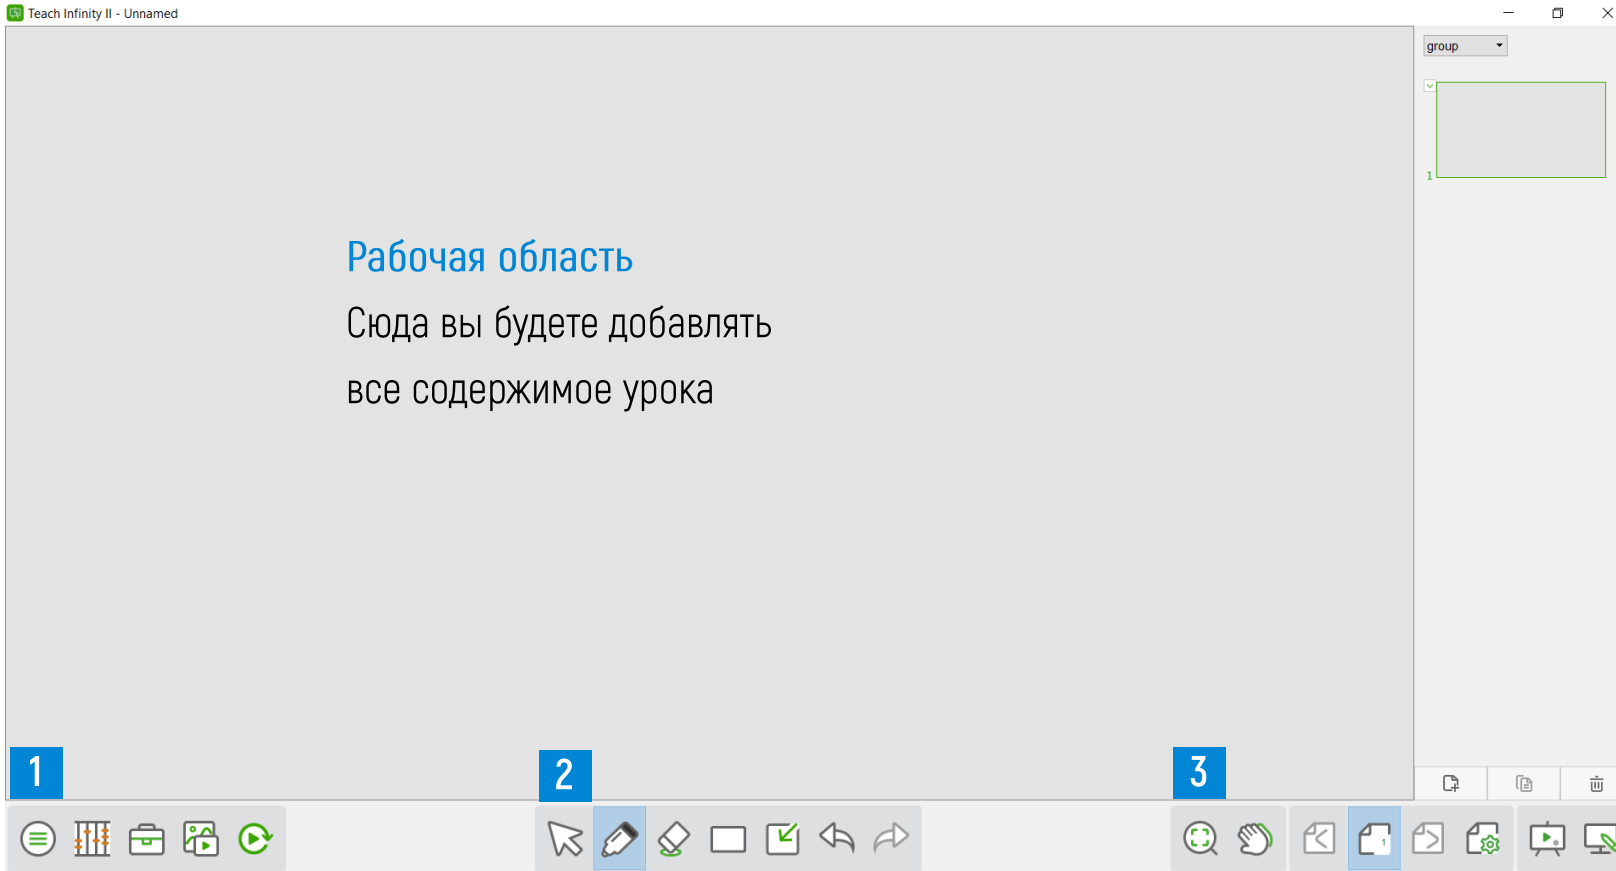 Teach Infinity II - Unnamed
group
1
Рабочая область
Сюда вы будете добавлять
все содержимое урока
1
2
3
1